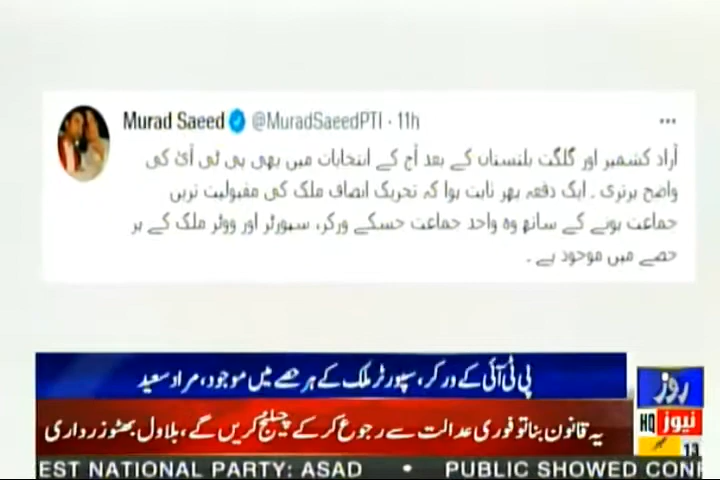 Murad Saeed @MuradSaeedPTI · 11h
آزاد کشمیر اور گلگت بلتستان کے بعد آج کے انتخابات میں بھی پی ٹی آئی کی
واضح برتری ۔ ایک دفعہ پھر ثابت ہوا کہ تحریک انصاف ملک کی مقبولیت ترین
جماعت ہونے کے ساتھ وہ واحد جماعت جسکے ورکر، سپورٹر اور ووٹر ملک کے ہر
حصے میں موجود ہے ۔
پی ٹی آئی کے ورکر، سپورٹر ملک کے ہر حصے میں موجود، مراد سعید
روز
یہ قانون بنا تو فوری عدالت سے رجوع کر کے چیلنج کریں گے، بلاول بھٹو زرداری
HQ نیوز
13 ستمبر
EST NATIONAL PARTY: ASAD • PUBLIC SHOWED CONF